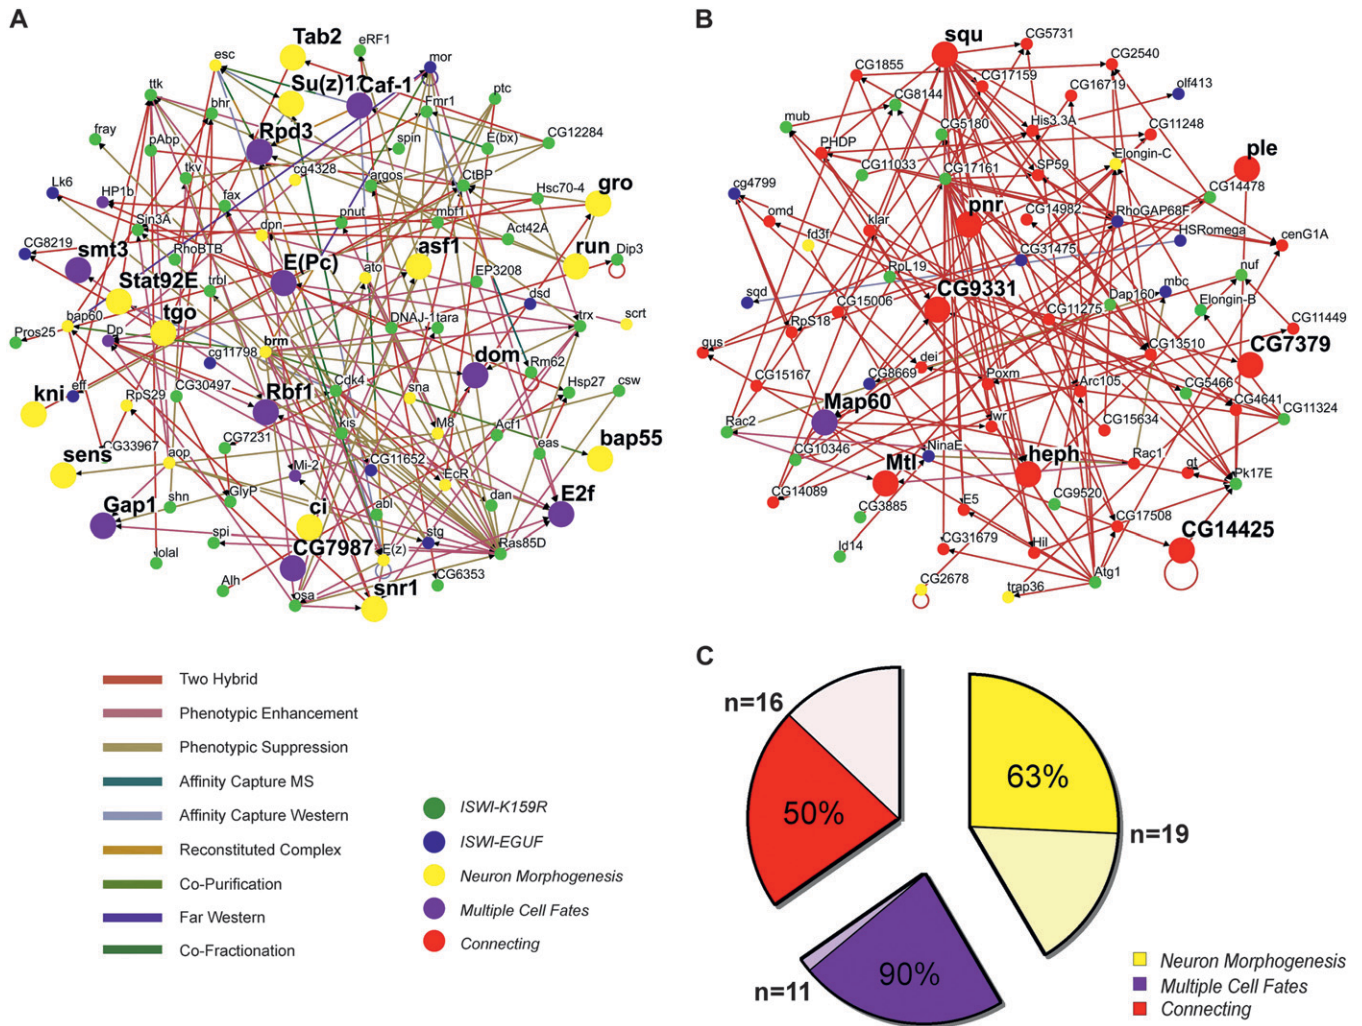 A
Tab2
eRF1
esc
mor
Su(z)1
Caf-1
ttk
bhr
Fmr1
ptc
fray
pAbp
Rpd3
spin
E(bx)
CG12284
Lk6
HP1b
tkv
cg4328
argos
CtBP
Hsc70-4
gro
fax
Sin3A
pnut
mbf1
Act42A
CG8219
smt3
RhoBTB
dpn
asf1
run
Dip3
Stat92E
trbl
E(Pc)
ato
EP3208
dsd
tgo
bap60
Pros25
Dp
brm
DNAJ-1
tara
trx
scrt
cg11798
dom
Rm62
kni
eff
RpS29
CG30497
Rbf1
Cdk4
sna
Hsp27
csw
CG33967
CG7231
kis
M8
Acf1
eas
bap55
sens
aop
Mi-2
CG11652
EcR
Gap1
shn
GlyP
ci
abl
dan
E2f
spi
stg
Ras85D
lolal
CG7987
E(z)
Alh
osa
snr1
CG6353
B
squ
CG5731
CG2540
CG1855
CG17159
CG16719
olf413
CG8144
mub
PHDP
CG5180
His3.3A
CG11248
CG11033
CG17161
SP59
Elongin-C
ple
cg4799
omd
pnr
CG14982
RhoGAP68F
CG14478
fd3f
klar
CG31475
HSRomega
cenG1A
RpL19
nuf
sqd
CG15006
CG9331
Dap160
mbc
Elongin-B
RpS18
CG11275
CG11449
gus
dei
CG13510
CG7379
CG15167
CG8669
Poxm
Arc105
CG5466
CG4641
Rac2
Map60
lwr
CG15634
CG11324
CG10346
NinaE
heph
Rac1
qt
Pk17E
CG14089
Mtl
CG9520
CG3885
E5
CG17508
CG14425
ld14
CG31679
Hil
CG2678
trap36
Atg1
Two Hybrid
Phenotypic Enhancement
Phenotypic Suppression
Affinity Capture MS
Affinity Capture Western
Reconstituted Complex
Co-Purification
Far Western
Co-Fractionation
ISWI-K159R
ISWI-EGUF
Neuron Morphogenesis
Multiple Cell Fates
Connecting
C
n=16
50%
63%
n=19
90%
n=11
Neuron Morphogenesis
Multiple Cell Fates
Connecting